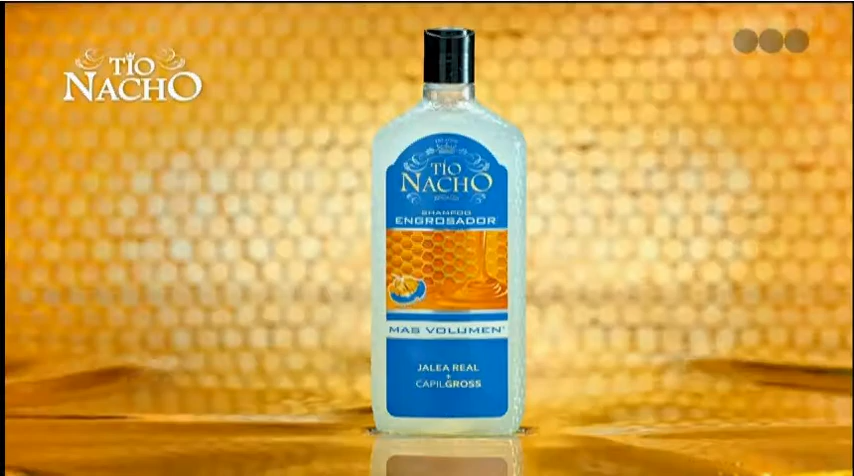 TÍO
NACHO
TÍO
NACHO
SHAMPOO
ENGROSADOR
MAS VOLUMEN*
JALEA REAL
+
CAPILGROSS